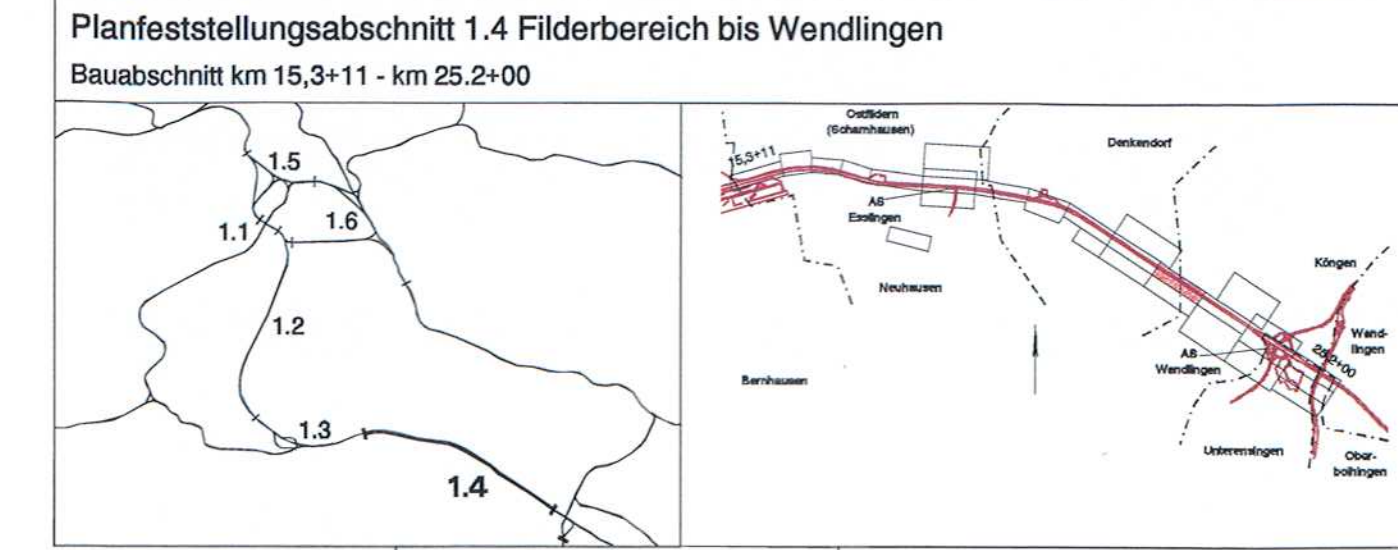 Planfeststellungsabschnitt 1.4 Filderbereich bis Wendlingen
Bauabschnitt km 15,3+11 - km 25.2+00
1.5
1.6
1.1
1.2
1.3
1.4
Ostfildern
(Scharnhausen)
Denkendorf
15,3+11
AS
Esslingen
Neuhausen
Köngen
Wend-
lingen
25.2+00
AS
Wendlingen
Bernhausen
Unterensingen
Ober-
boihingen